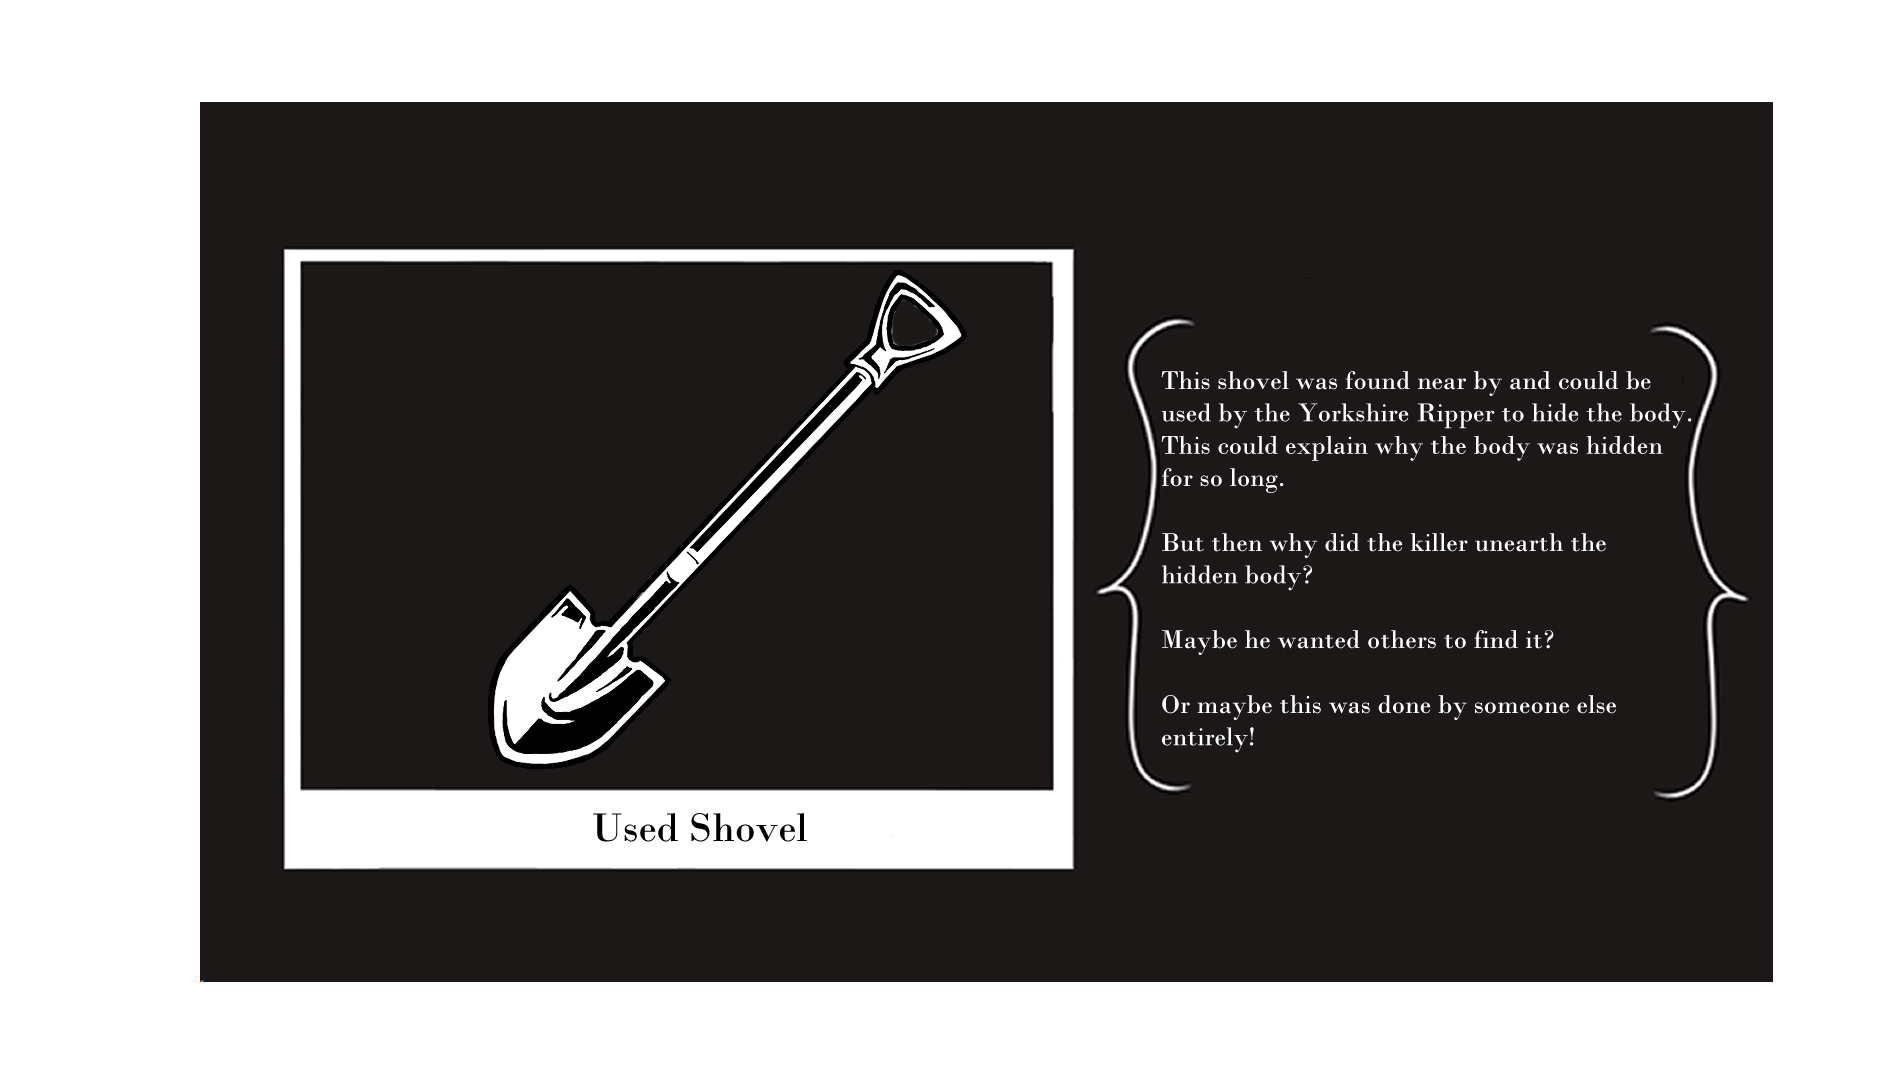 This shovel was found near by and could be
used by the Yorkshire Ripper to hide the body.
This could explain why the body was hidden
for so long.
But then why did the killer unearth the
hidden body?
Maybe he wanted others to find it?
Or maybe this was done by someone else
entirely!
Used Shovel